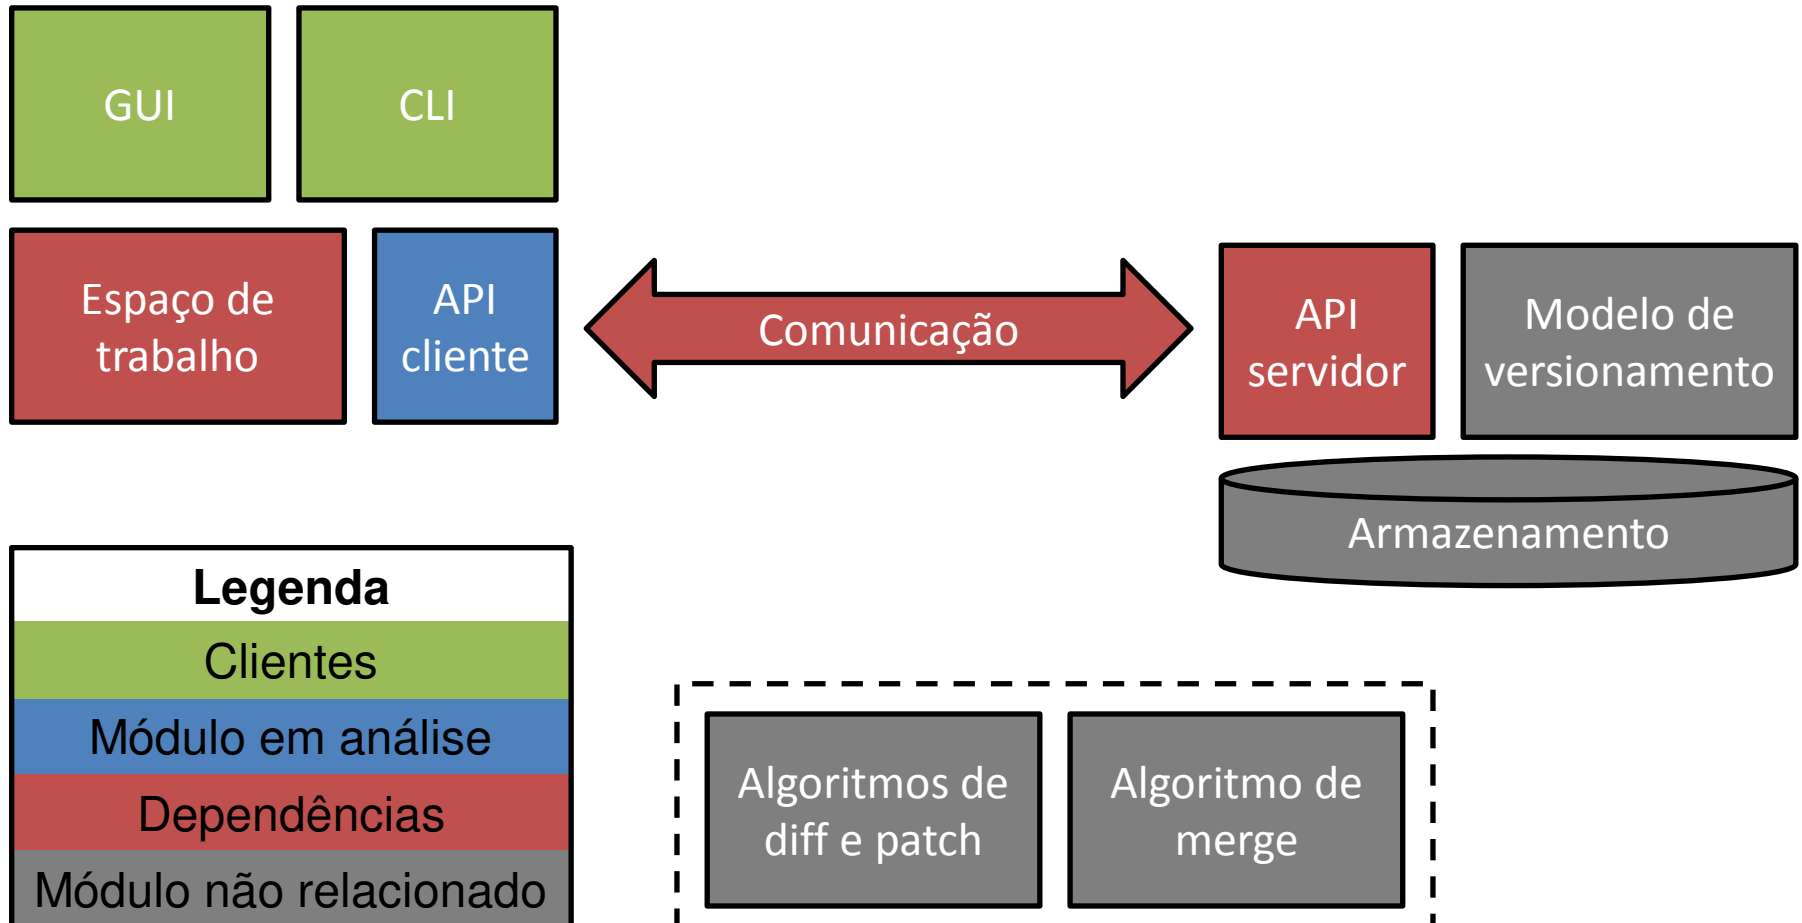 GUI
CLI
Espaço de
trabalho
API
cliente
Comunicação
API
servidor
Modelo de
versionamento
Armazenamento
Legenda
Clientes
Módulo em análise
Dependências
Módulo não relacionado
Algoritmos de
diff e patch
Algoritmo de
merge